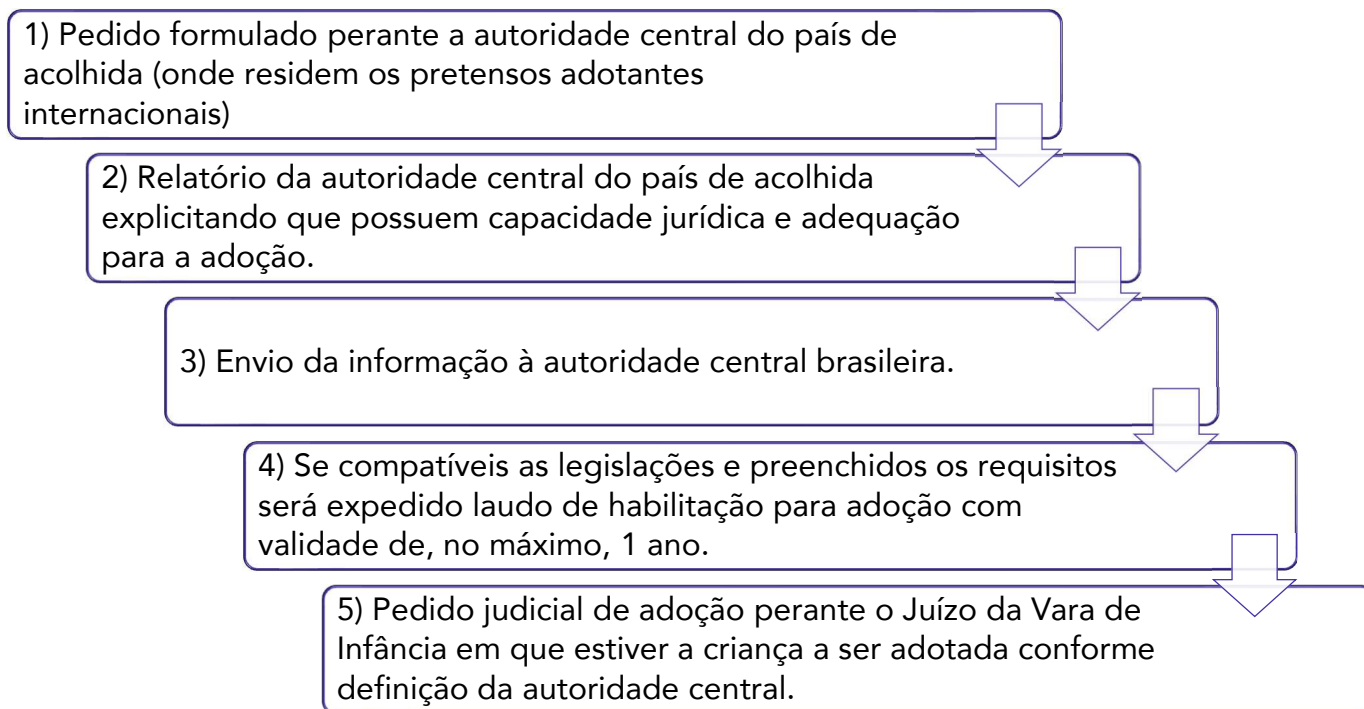 1) Pedido formulado perante a autoridade central do país de
acolhida (onde residem os pretensos adotantes
internacionais)
2) Relatório da autoridade central do país de acolhida
explicitando que possuem capacidade jurídica e adequação
para a adoção.
3) Envio da informação à autoridade central brasileira.
4) Se compatíveis as legislações e preenchidos os requisitos
será expedido laudo de habilitação para adoção com
validade de, no máximo, 1 ano.
5) Pedido judicial de adoção perante o Juízo da Vara de
Infância em que estiver a criança a ser adotada conforme
definição da autoridade central.